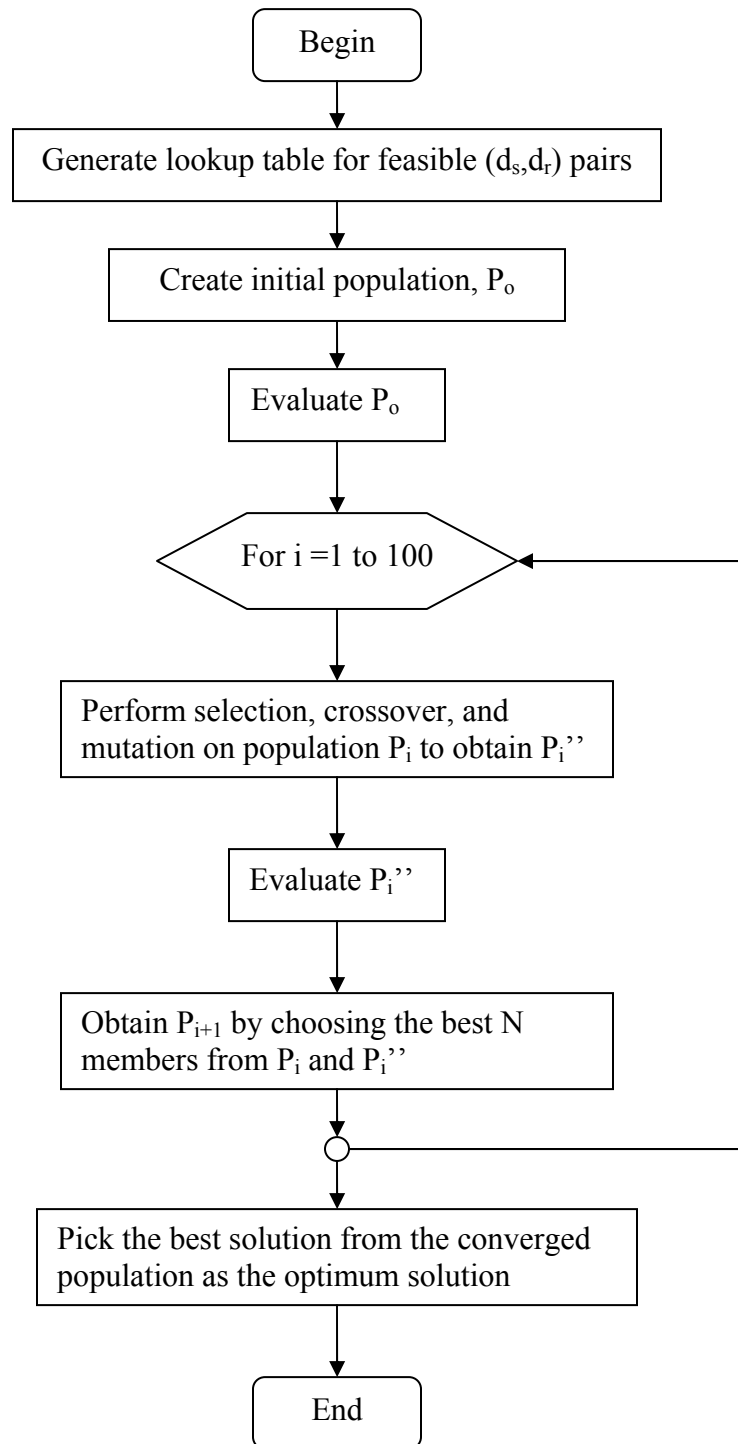 Begin
Generate lookup table for feasible (dₛ,dᵣ) pairs
Create initial population, Pₒ
Evaluate Pₒ
For i =1 to 100
Perform selection, crossover, and
mutation on population Pᵢ to obtain Pᵢ’’
Evaluate Pᵢ’’
Obtain Pᵢ₊₁ by choosing the best N
members from Pᵢ and Pᵢ’’
Pick the best solution from the converged
population as the optimum solution
End